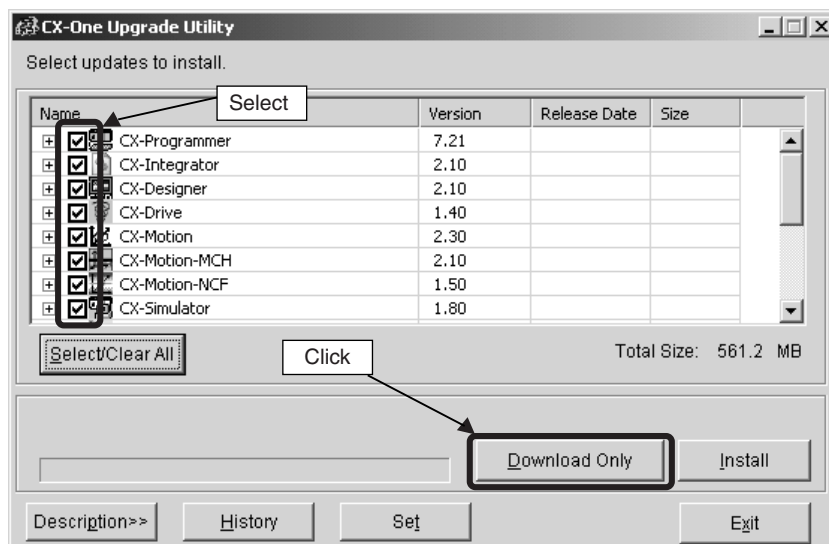 CX-One Upgrade Utility
Select updates to install.
Select
Name Version Release Date Size
CX-Programmer 7.21
CX-Integrator 2.10
CX-Designer 2.10
CX-Drive 1.40
CX-Motion 2.30
CX-Motion-MCH 2.10
CX-Motion-NCF 1.50
CX-Simulator 1.80
Select/Clear All Click Total Size: 561.2 MB
Download Only Install
Description>> History Set Exit